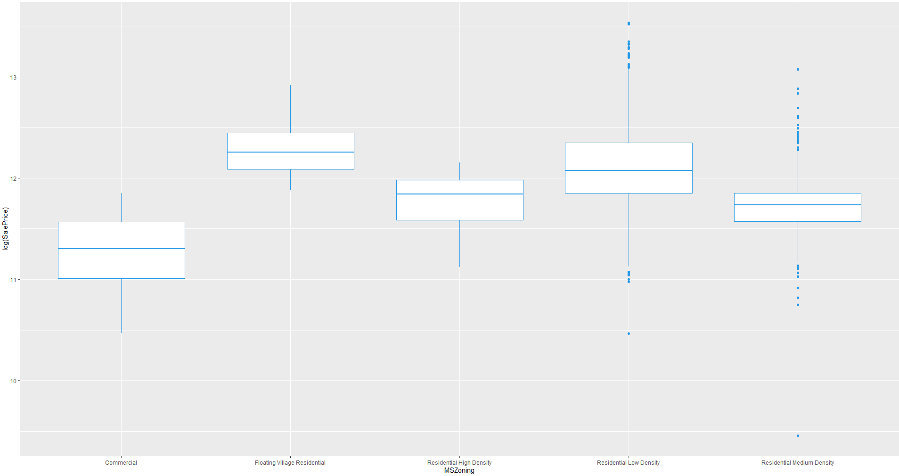 log(SalePrice)
13
12
11
10
Commercial
Floating Village Residential
Residential High Density
Residential Low Density
Residential Medium Density
MSZoning